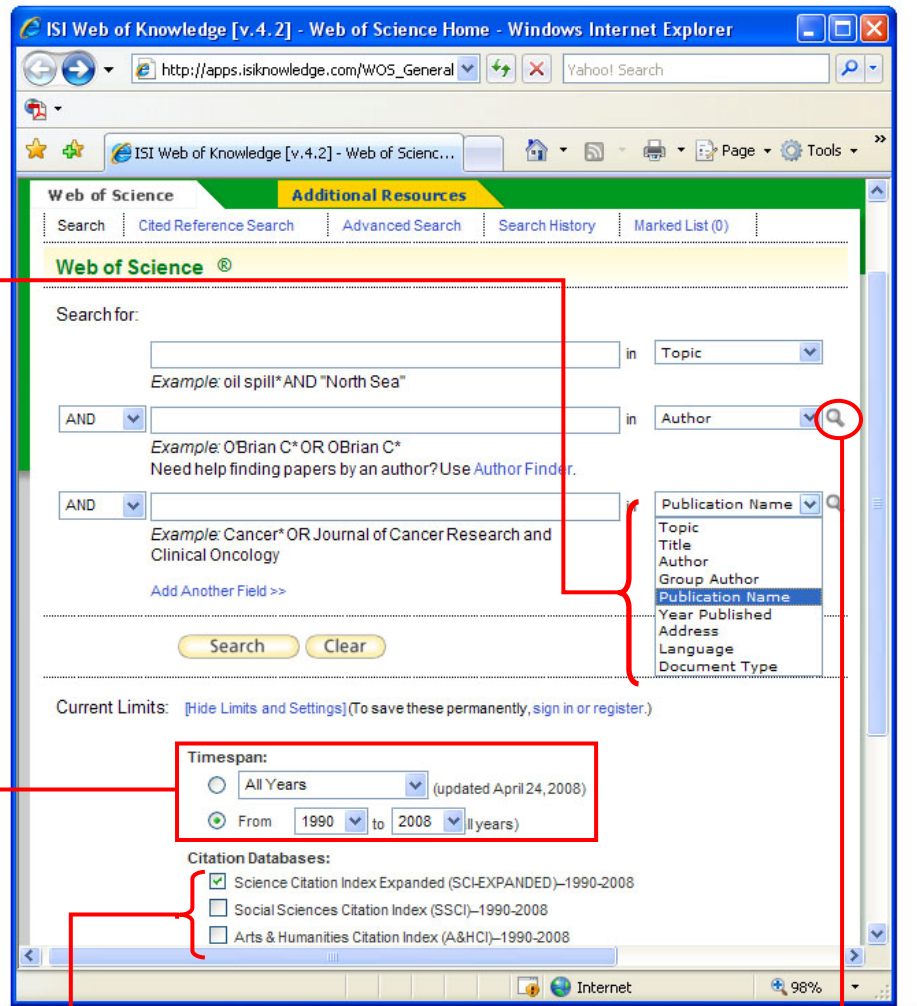 ISI Web of Knowledge [v.4.2] - Web of Science Home - Windows Internet Explorer
http://apps.isiknowledge.com/WOS_General
Yahoo! Search
ISI Web of Knowledge [v.4.2] - Web of Scienc...
Page
Tools
»
Web of Science
Additional Resources
Search
Cited Reference Search
Advanced Search
Search History
Marked List (0)
Web of Science ®
Search for:
in
Topic
Example: oil spill* AND "North Sea"
AND
in
Author
Example: O'Brian C* OR OBrian C*
Need help finding papers by an author? Use Author Finder.
AND
in
Publication Name
Example: Cancer* OR Journal of Cancer Research and
Clinical Oncology
Topic
Title
Author
Group Author
Publication Name
Year Published
Address
Language
Document Type
Add Another Field >>
Search
Clear
Current Limits: [Hide Limits and Settings] (To save these permanently, sign in or register.)
Timespan:
All Years
(updated April 24, 2008)
From 1990 to 2008 ll years)
Citation Databases:
Science Citation Index Expanded (SCI-EXPANDED)--1990-2008
Social Sciences Citation Index (SSCI)--1990-2008
Arts & Humanities Citation Index (A&HCI)--1990-2008
Internet
98%